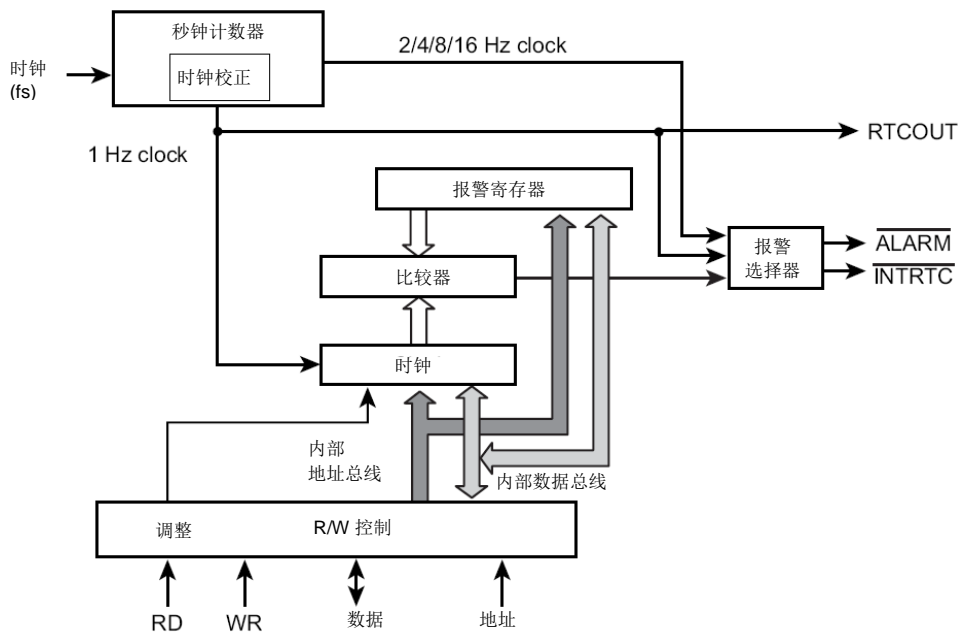 秒钟计数器
时钟校正
时钟
(fs)
2/4/8/16 Hz clock
RTCOUT
1 Hz clock
报警寄存器
报警
选择器
ALARM
INTRTC
比较器
时钟
内部
地址总线
内部数据总线
调整
R/W 控制
RD
WR
数据
地址